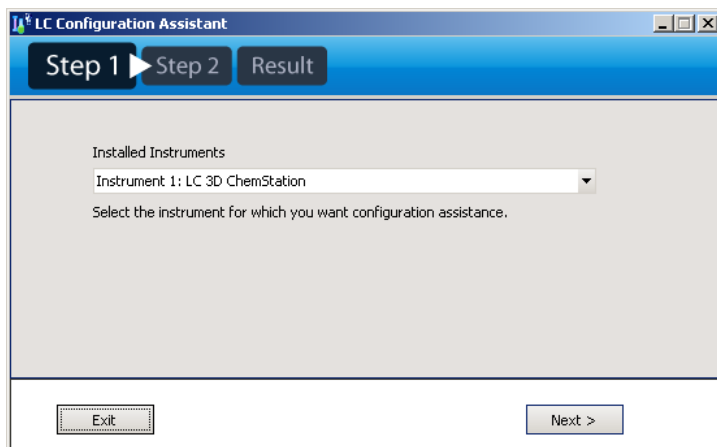 LC Configuration Assistant
Step 1 Step 2 Result
Installed Instruments
Instrument 1: LC 3D ChemStation
Select the instrument for which you want configuration assistance.
Exit Next >